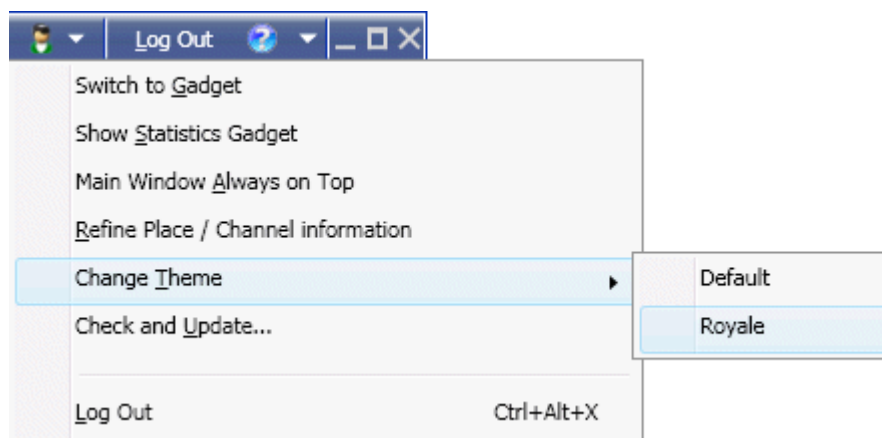 Log Out
Switch to Gadget
Show Statistics Gadget
Main Window Always on Top
Refine Place / Channel information
Change Theme
Default
Check and Update...
Royale
Log Out Ctrl+Alt+X